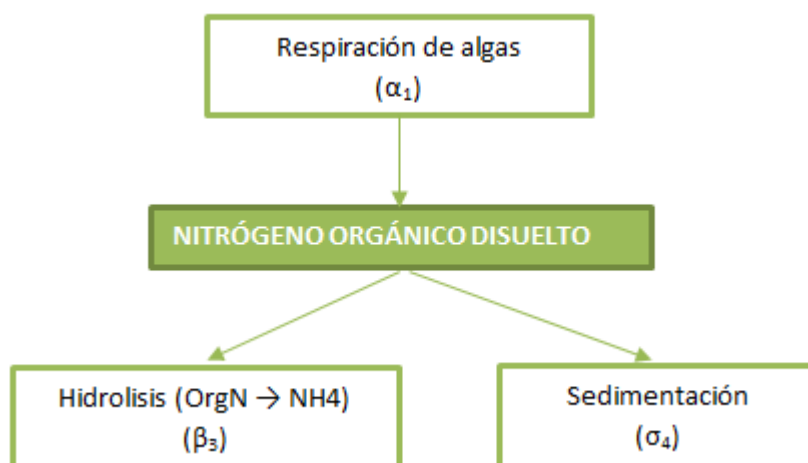 Respiración de algas
(α₁)
NITRÓGENO ORGÁNICO DISUELTO
Hidrolisis (OrgN → NH4)
(β₃)
Sedimentación
(σ₄)